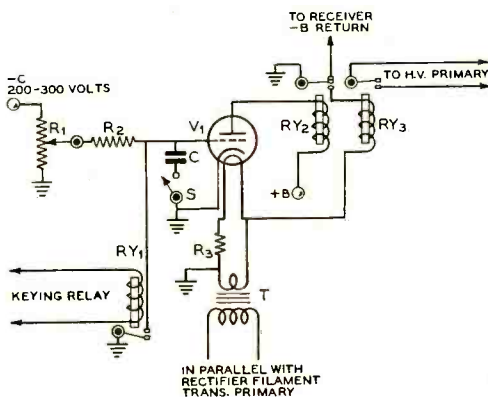 TO RECEIVER
-B RETURN
-C
200-300 VOLTS
TO H.V. PRIMARY
R1
R2
V1
C
S
RY2
RY3
+B
R3
RY1
KEYING RELAY
T
IN PARALLEL WITH
RECTIFIER FILAMENT
TRANS. PRIMARY